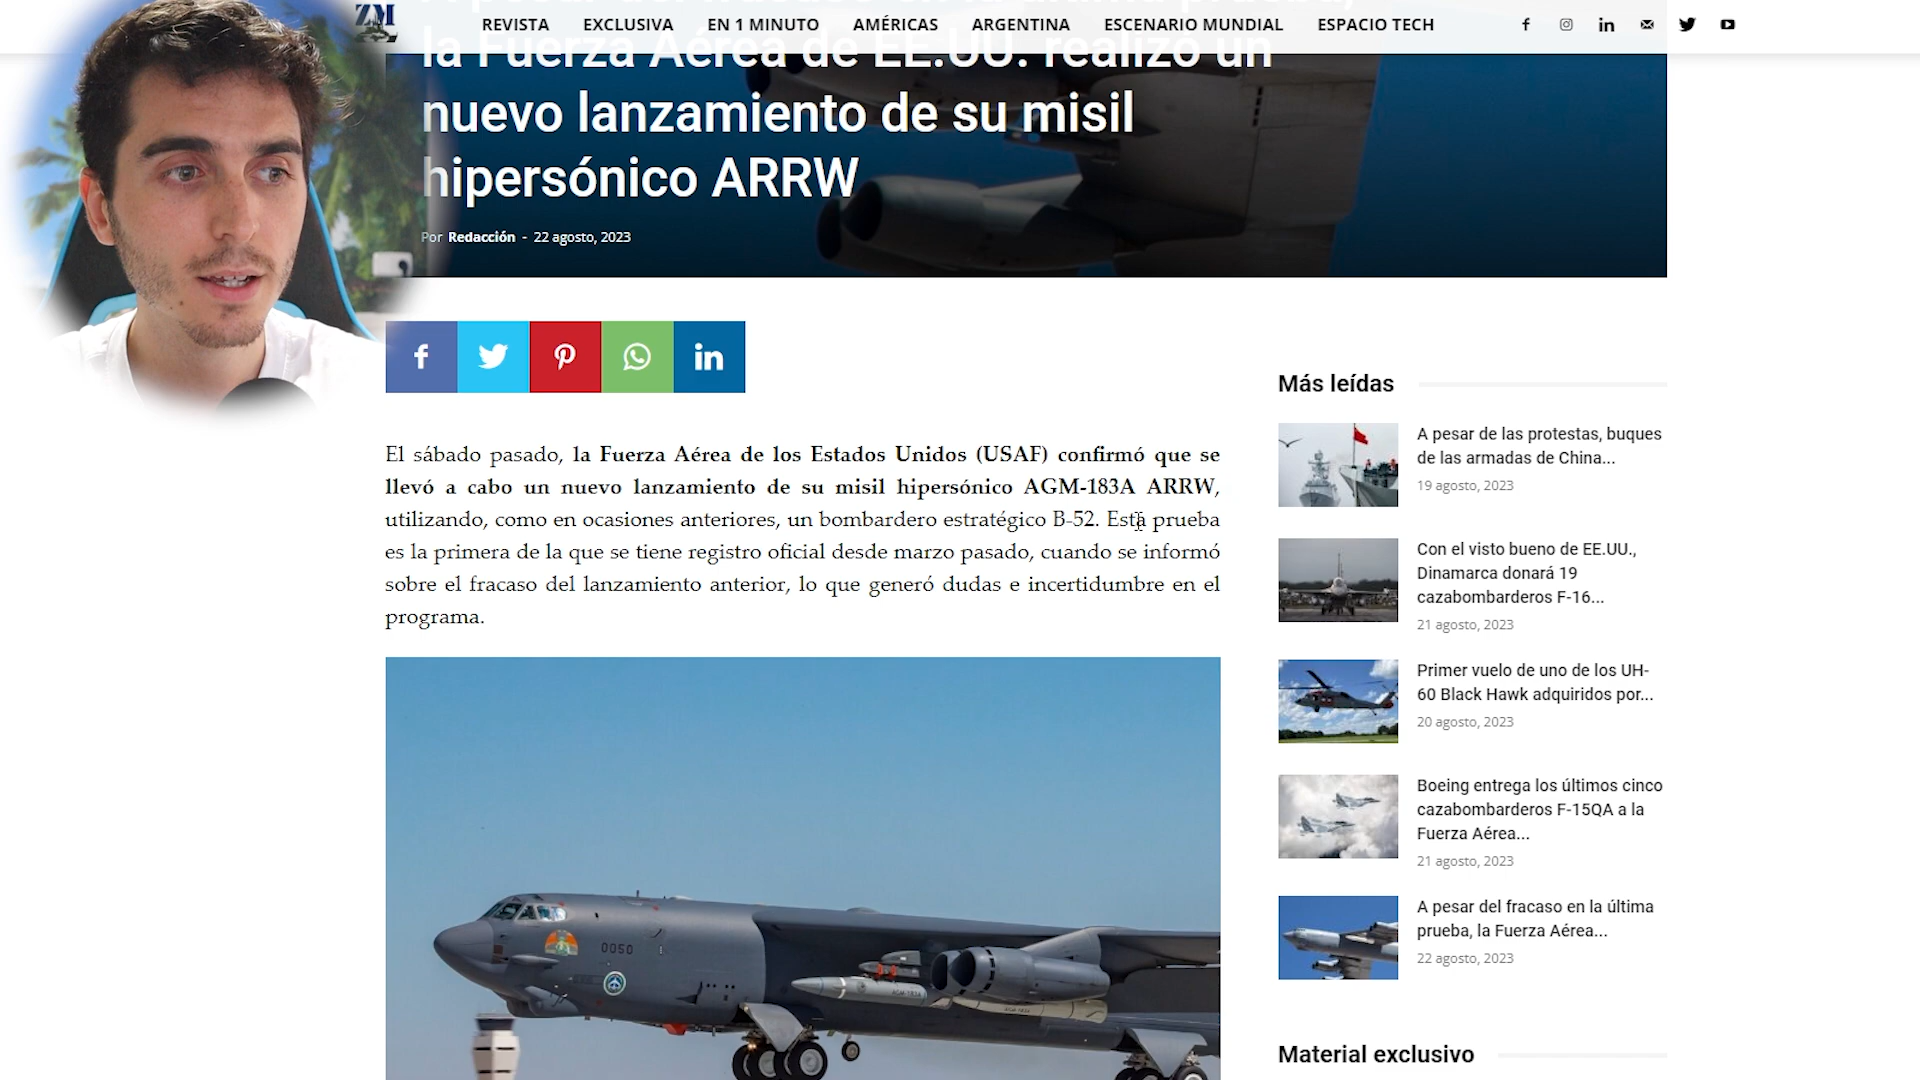 ZM
REVISTA EXCLUSIVA EN 1 MINUTO AMÉRICAS ARGENTINA ESCENARIO MUNDIAL ESPACIO TECH
la Fuerza Aérea de EE.UU. realizó un
nuevo lanzamiento de su misil
hipersónico ARRW
Por Redacción - 22 agosto, 2023
El sábado pasado, la Fuerza Aérea de los Estados Unidos (USAF) confirmó que se
llevó a cabo un nuevo lanzamiento de su misil hipersónico AGM-183A ARRW,
utilizando, como en ocasiones anteriores, un bombardero estratégico B-52. Esta prueba
es la primera de la que se tiene registro oficial desde marzo pasado, cuando se informó
sobre el fracaso del lanzamiento anterior, lo que generó dudas e incertidumbre en el
programa.
0050
AGM-183A
Más leídas
A pesar de las protestas, buques
de las armadas de China...
19 agosto, 2023
Con el visto bueno de EE.UU.,
Dinamarca donará 19
cazabombarderos F-16...
21 agosto, 2023
Primer vuelo de uno de los UH-
60 Black Hawk adquiridos por...
20 agosto, 2023
Boeing entrega los últimos cinco
cazabombarderos F-15QA a la
Fuerza Aérea...
21 agosto, 2023
A pesar del fracaso en la última
prueba, la Fuerza Aérea...
22 agosto, 2023
Material exclusivo